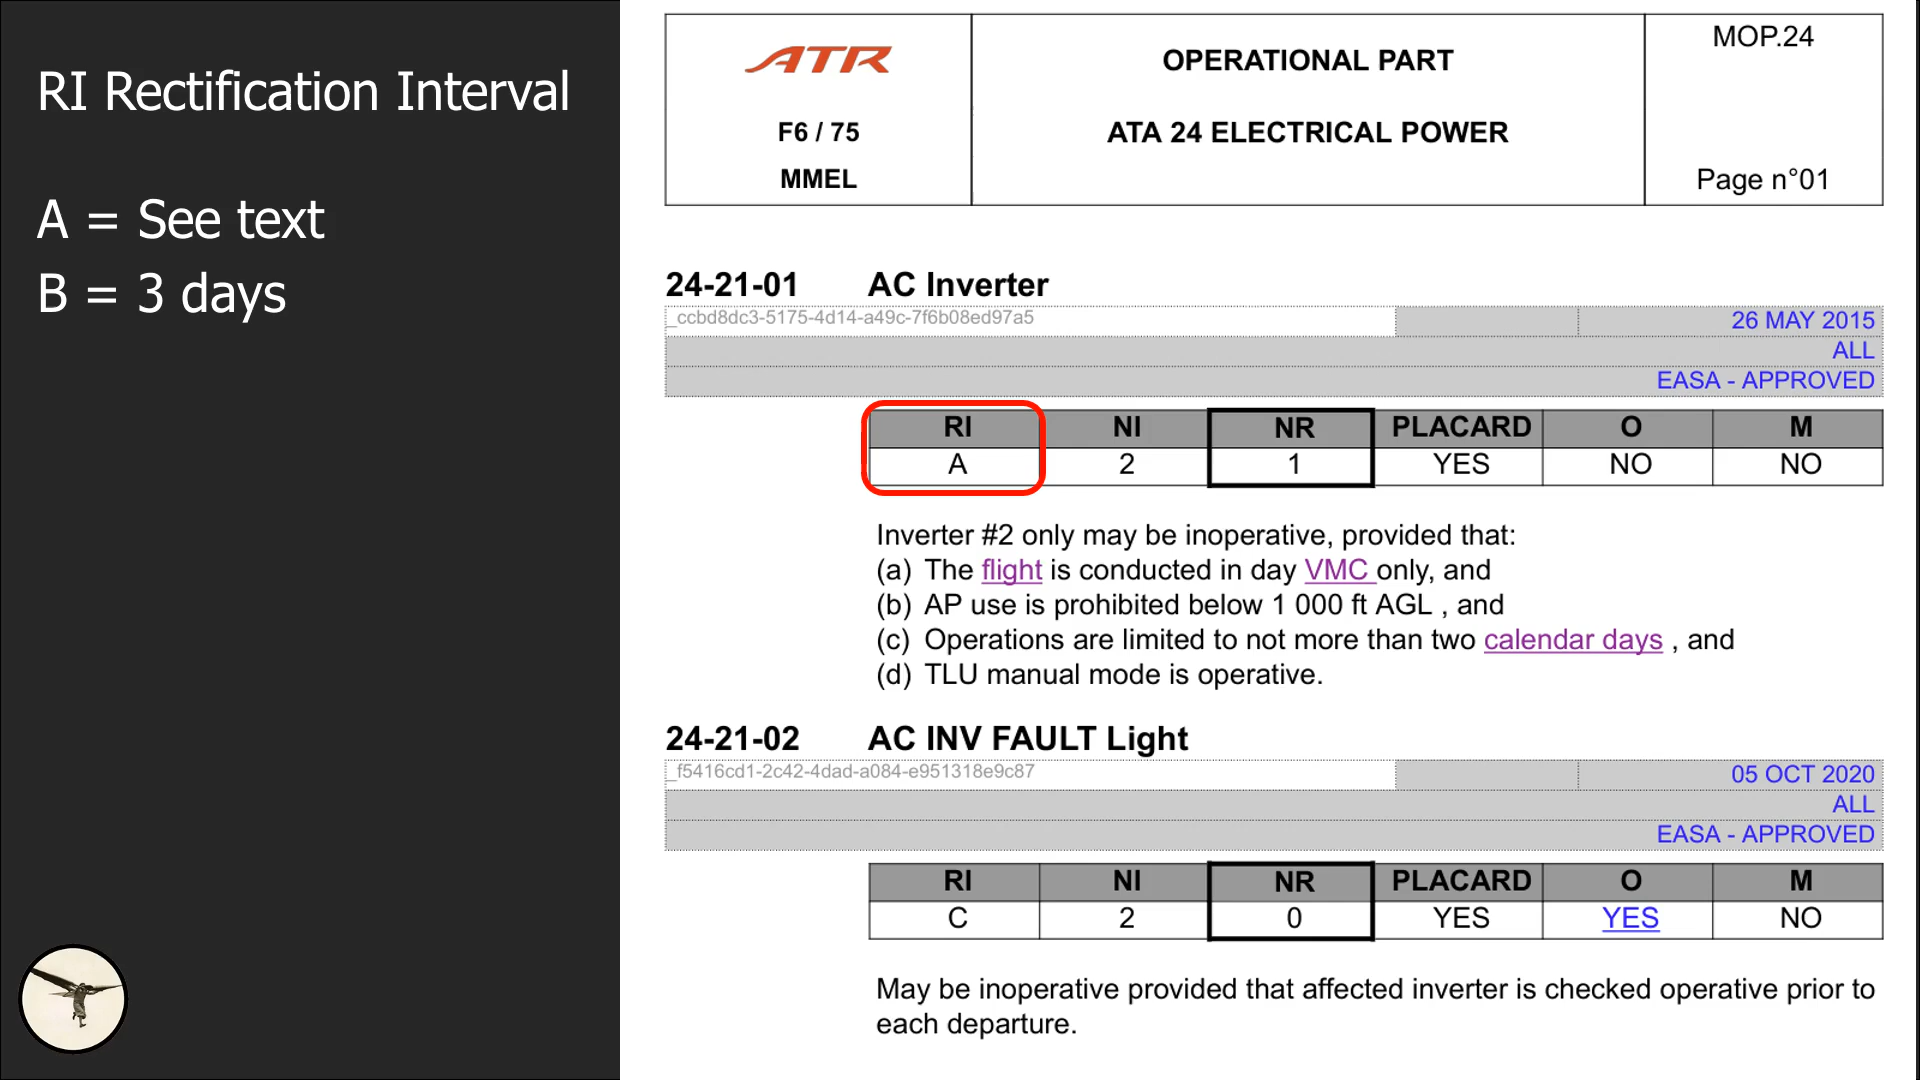 RI Rectification Interval
A = See text
B = 3 days
ATR
F6 / 75
MMEL
OPERATIONAL PART
ATA 24 ELECTRICAL POWER
MOP.24
Page n°01
24-21-01 AC Inverter
_ccbd8dc3-5175-4d14-a49c-7f6b08ed97a5
26 MAY 2015
ALL
EASA - APPROVED
RI NI NR PLACARD O M
A 2 1 YES NO NO
Inverter #2 only may be inoperative, provided that:
(a) The flight is conducted in day VMC only, and
(b) AP use is prohibited below 1 000 ft AGL , and
(c) Operations are limited to not more than two calendar days , and
(d) TLU manual mode is operative.
24-21-02 AC INV FAULT Light
_f5416cd1-2c42-4dad-a084-e951318e9c87
05 OCT 2020
ALL
EASA - APPROVED
RI NI NR PLACARD O M
C 2 0 YES YES NO
May be inoperative provided that affected inverter is checked operative prior to
each departure.